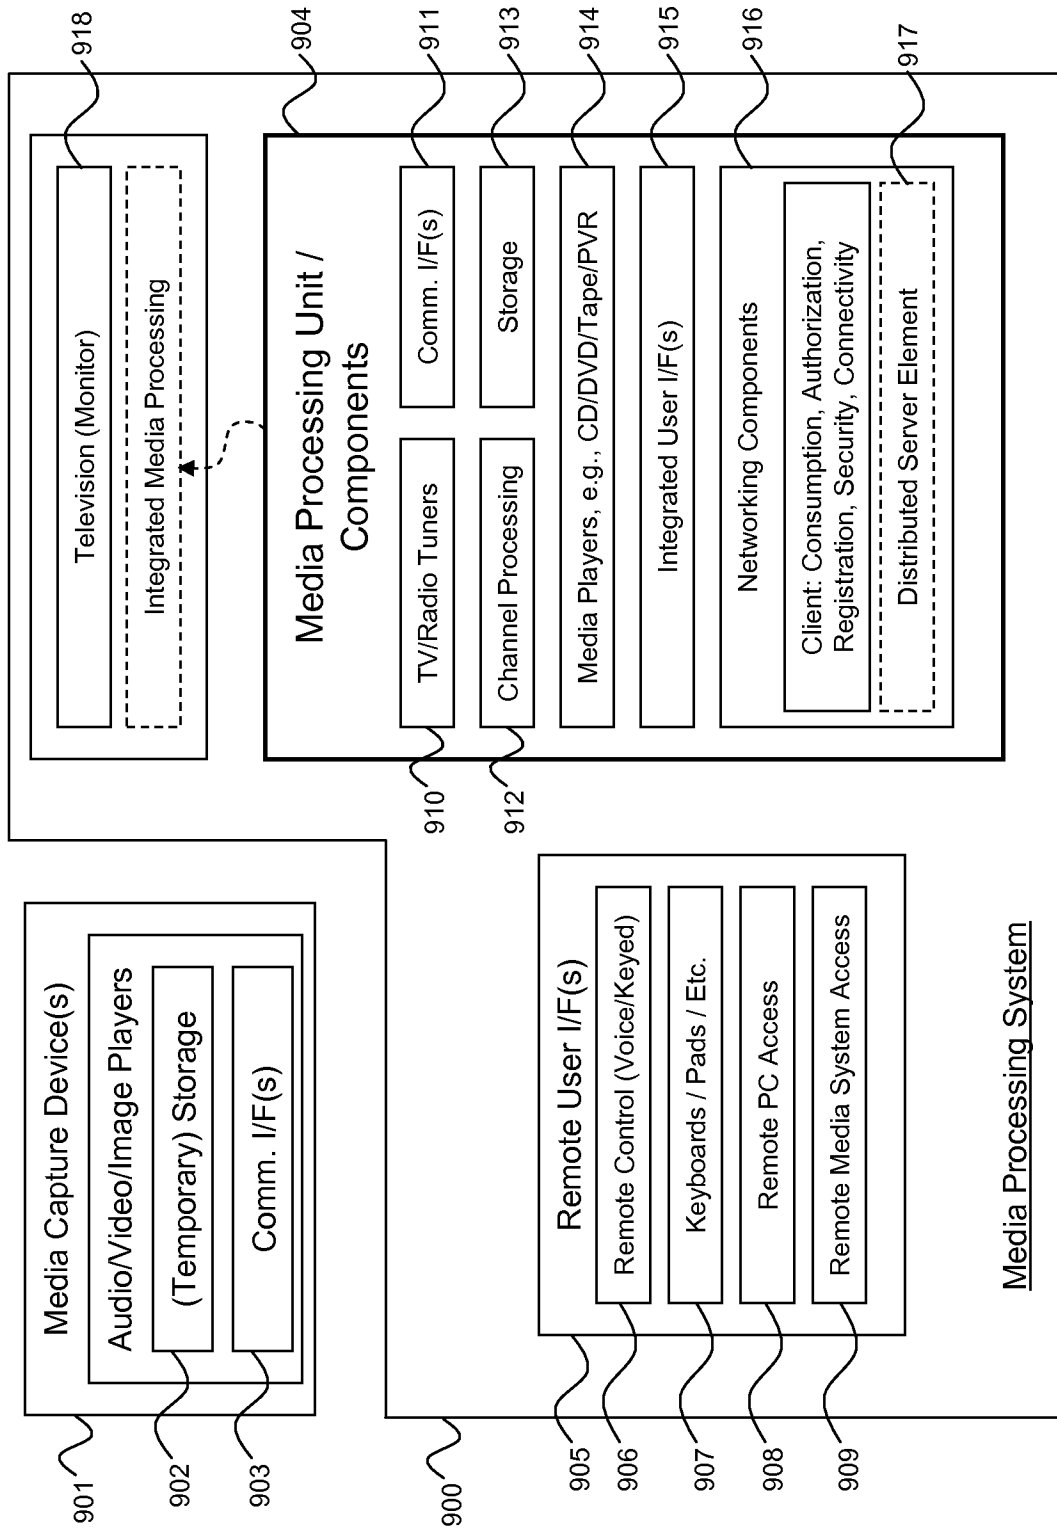 Media Capture Device(s)
Audio/Video/Image Players
(Temporary) Storage
Comm. I/F(s)
901
902
903
900
Remote User I/F(s)
Remote Control (Voice/Keyed)
Keyboards / Pads / Etc.
Remote PC Access
Remote Media System Access
905
906
907
908
909
Media Processing System
Television (Monitor)
Integrated Media Processing
918
Media Processing Unit /
Components
904
TV/Radio Tuners
910
Comm. I/F(s)
911
Channel Processing
912
Storage
913
Media Players, e.g., CD/DVD/Tape/PVR
914
Integrated User I/F(s)
915
Networking Components
916
Client: Consumption, Authorization,
Registration, Security, Connectivity
Distributed Server Element
917